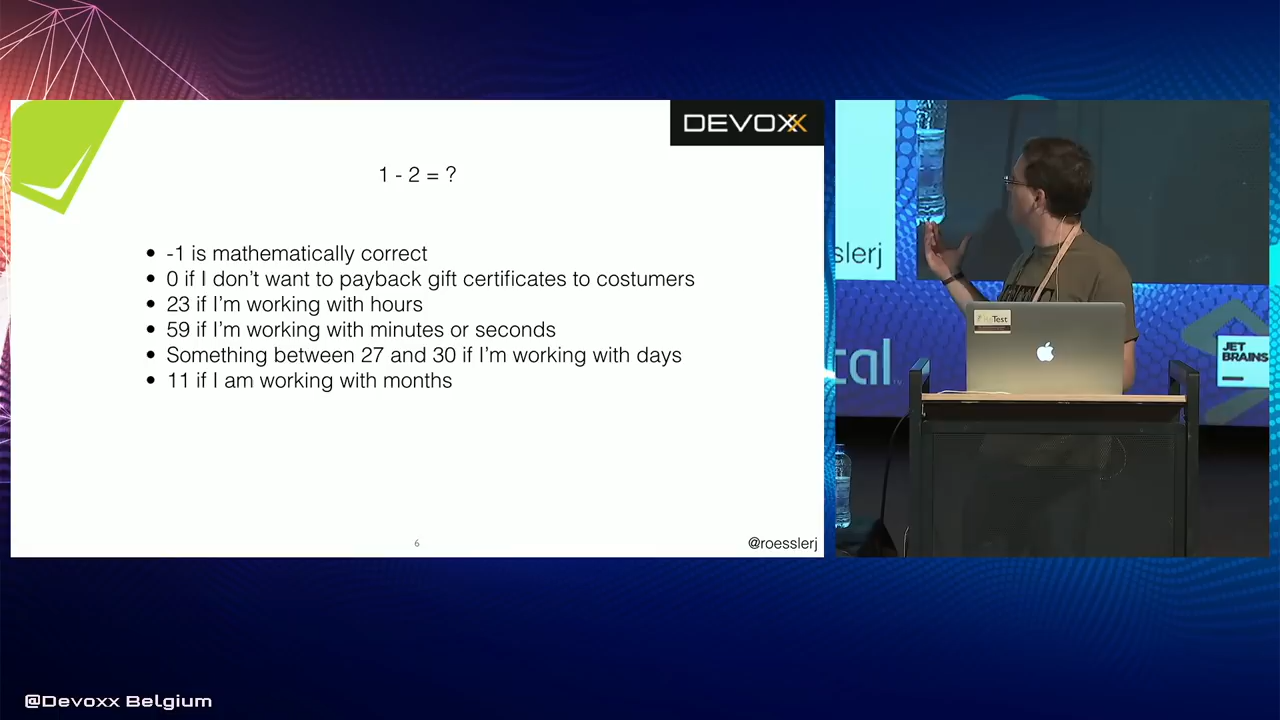 DEVOXX
1 - 2 = ?
• -1 is mathematically correct
• 0 if I don't want to payback gift certificates to costumers
• 23 if I'm working with hours
• 59 if I'm working with minutes or seconds
• Something between 27 and 30 if I'm working with days
• 11 if I am working with months
6
@roesslerj
slerj
tal
JET
BRAINS
Test
@Devoxx Belgium